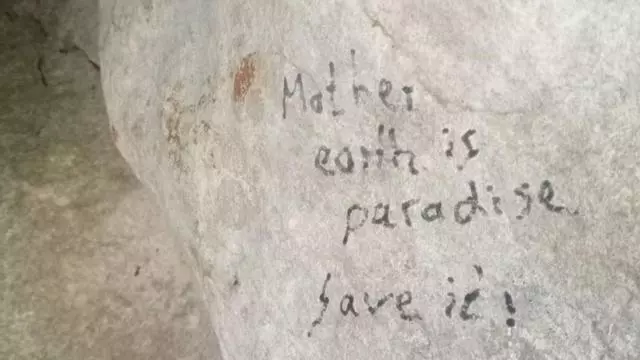 Mother
earth is
paradise
save it!